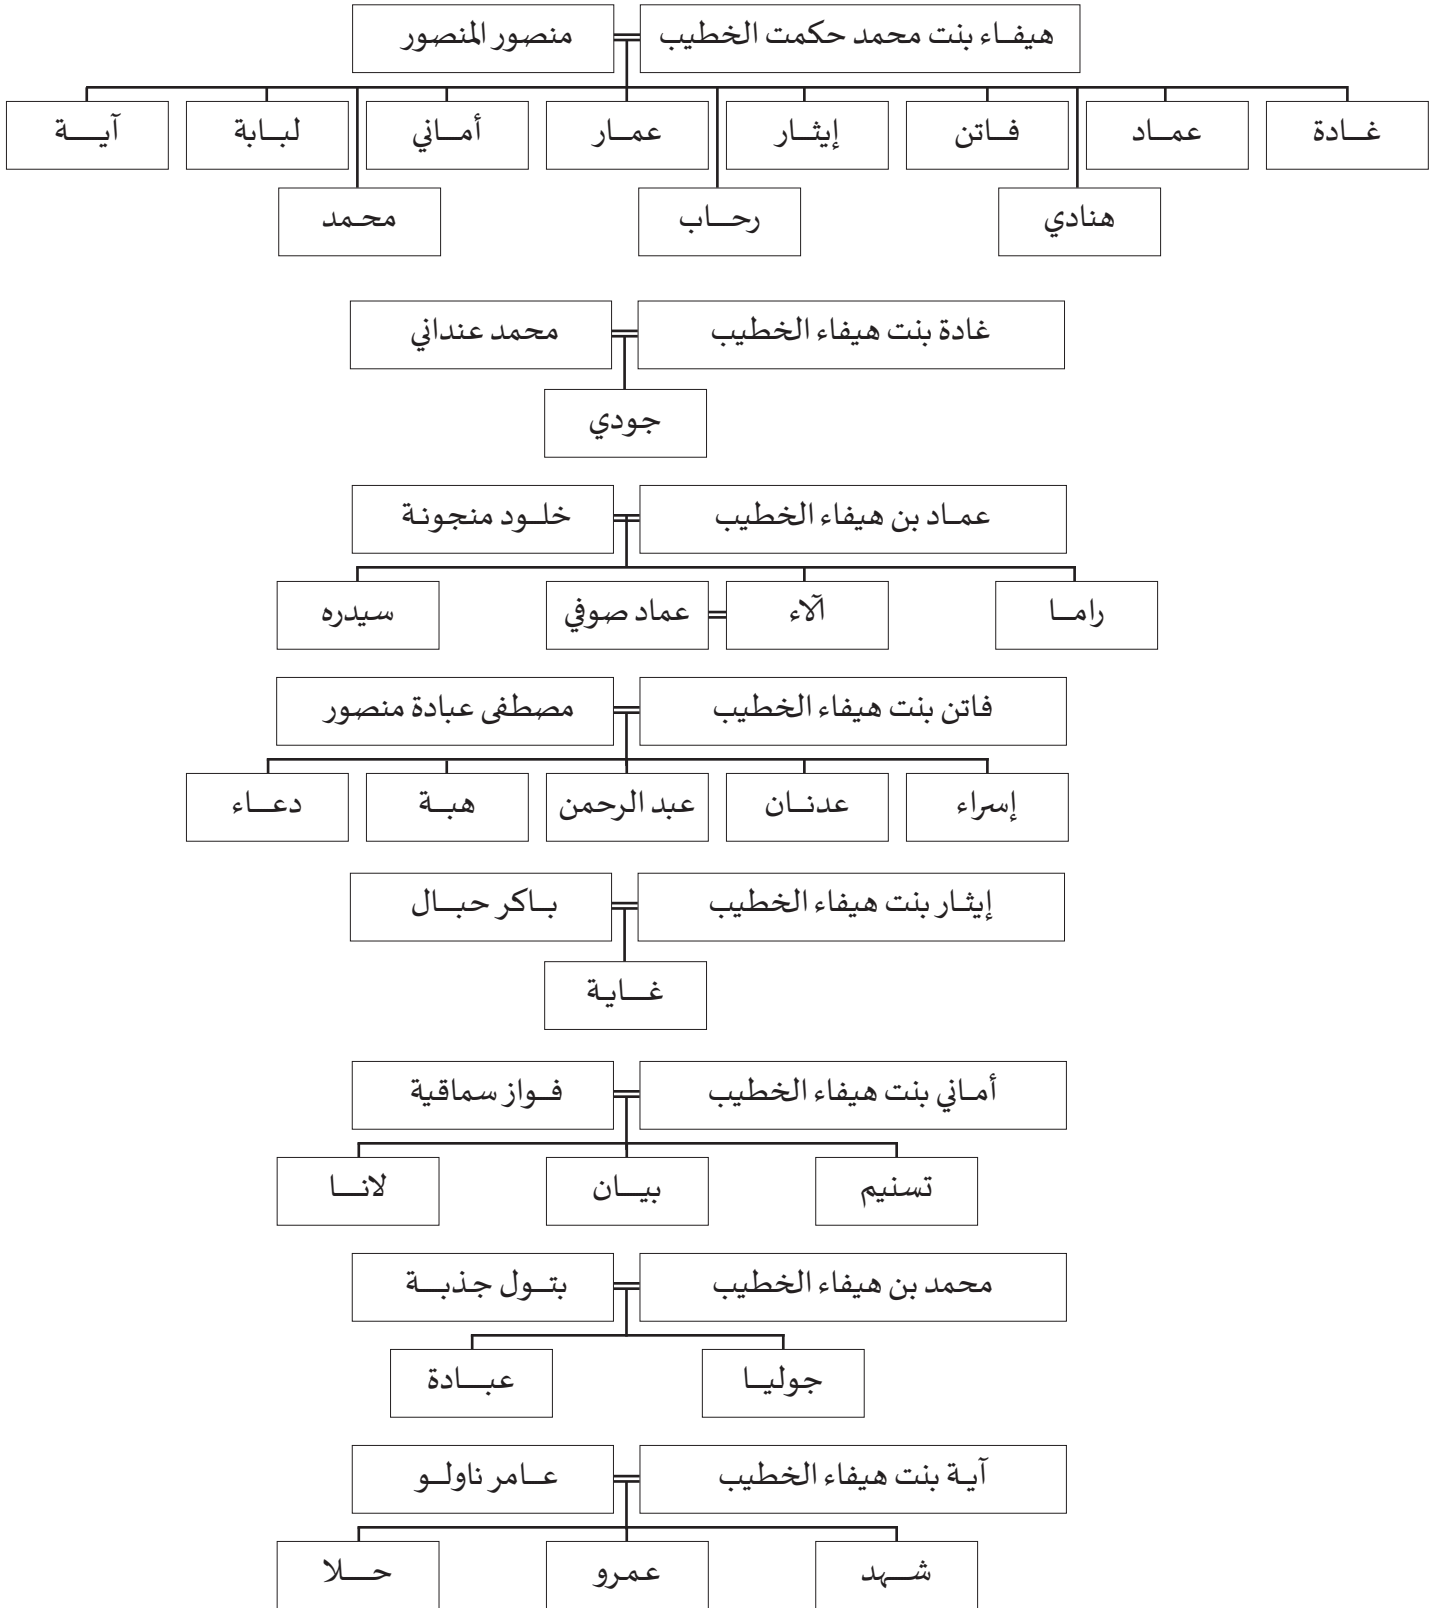 هيفاء بنت محمد حكمت الخطيب منصور المنصور
غادة عماد فاتن إيثار عمار أماني لبابة آية
هنادي رحاب محمد
غادة بنت هيفاء الخطيب محمد عنداني
جودي
عماد بن هيفاء الخطيب خلود منجونة
راما آلاء عماد صوفي سيدره
فاتن بنت هيفاء الخطيب مصطفى عبادة منصور
إسراء عدنان عبد الرحمن هبة دعاء
إيثار بنت هيفاء الخطيب باكر حبال
غاية
أماني بنت هيفاء الخطيب فواز سماقية
تسنيم بيان لانا
محمد بن هيفاء الخطيب بتول جذبة
جوليا عبادة
آية بنت هيفاء الخطيب عامر ناولو
شهد عمرو حلا